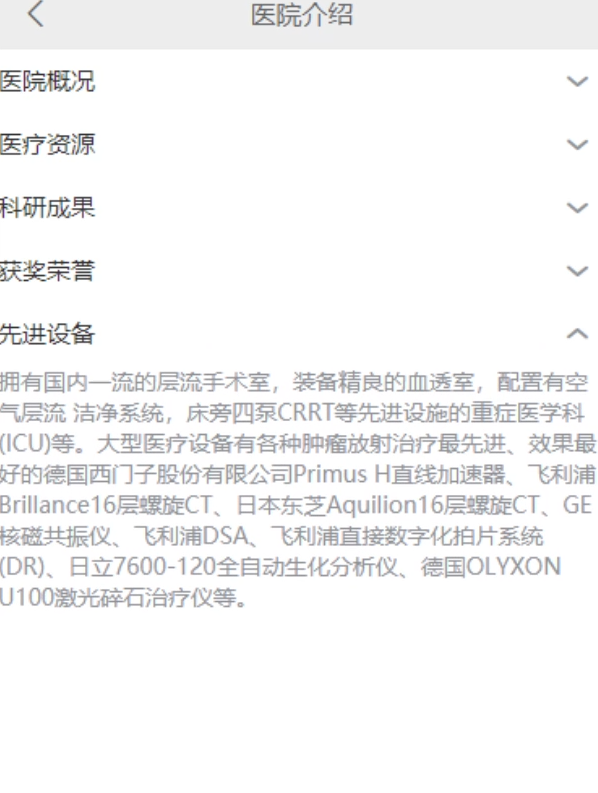 医院介绍
医院概况
医疗资源
科研成果
获奖荣誉
先进设备
拥有国内一流的层流手术室，装备精良的血透室，配置有空
气层流 洁净系统，床旁四泵CRRT等先进设施的重症医学科
(ICU)等。大型医疗设备有各种肿瘤放射治疗最先进、效果最
好的德国西门子股份有限公司Primus H直线加速器、飞利浦
Brillance16层螺旋CT、日本东芝Aquilion16层螺旋CT、GE
核磁共振仪、飞利浦DSA、飞利浦直接数字化拍片系统
(DR)、日立7600-120全自动生化分析仪、德国OLYXON
U100激光碎石治疗仪等。